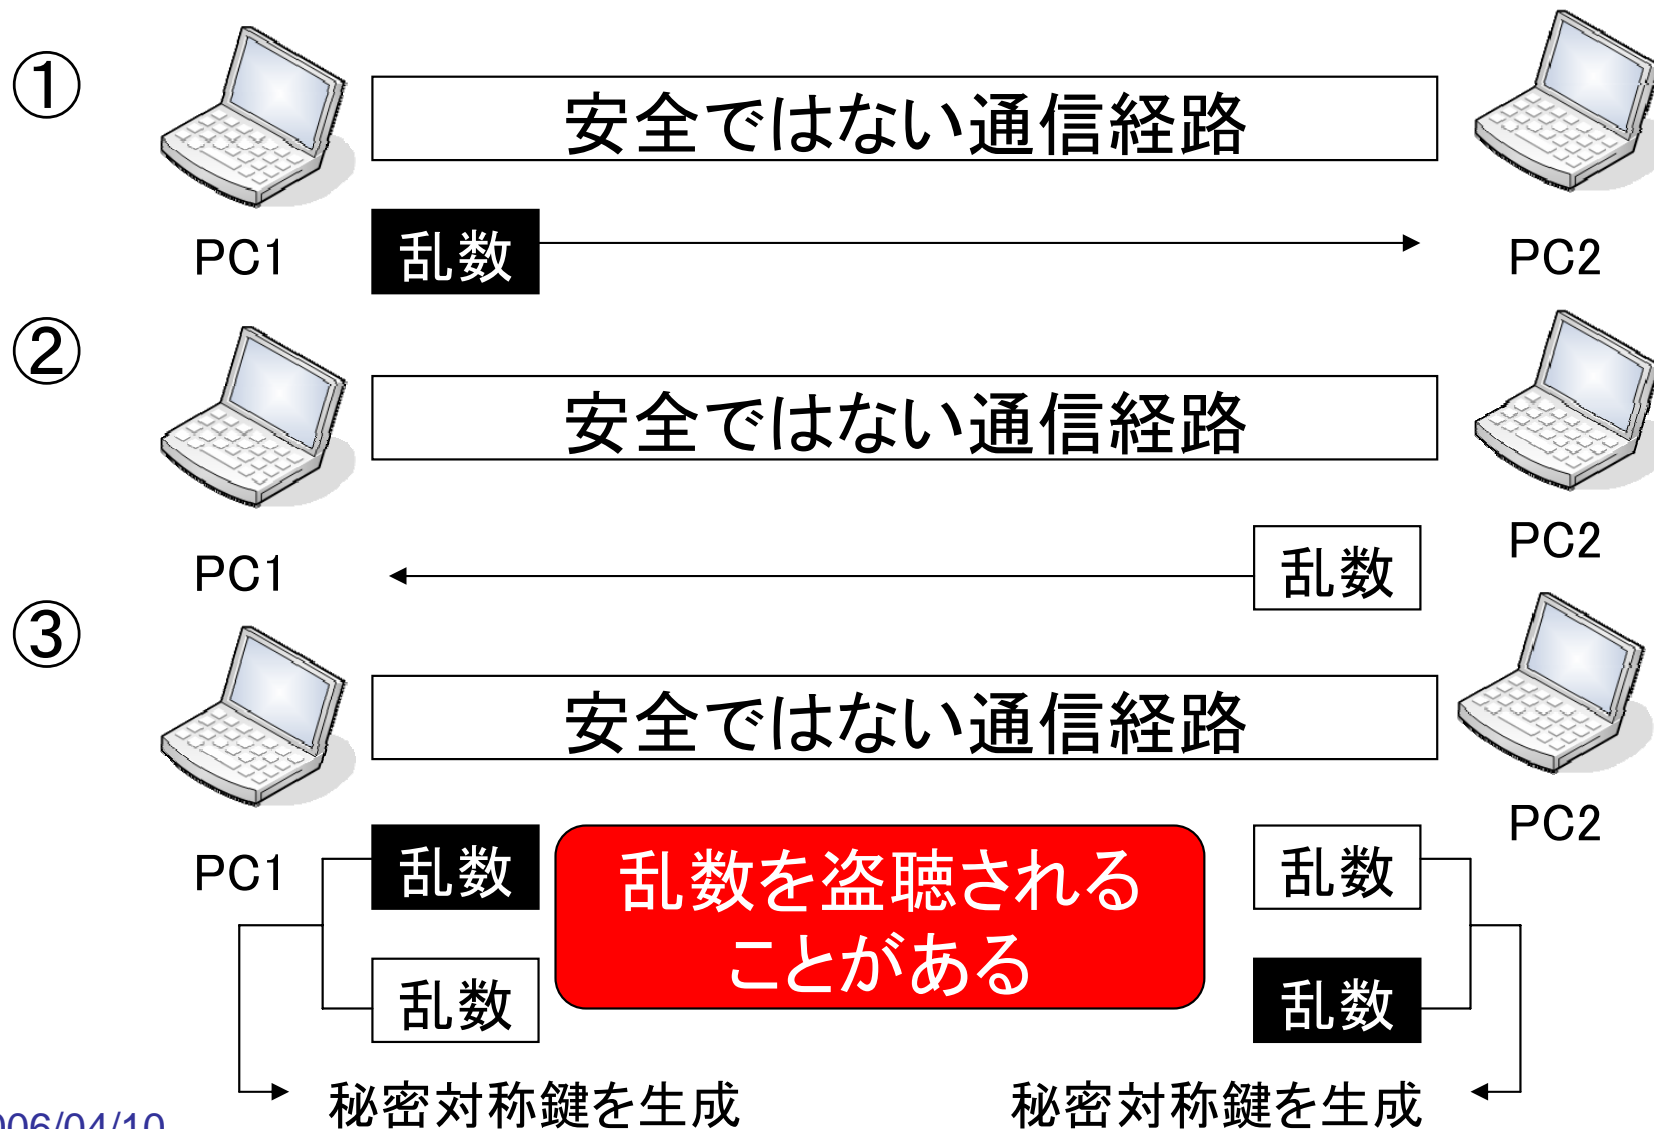 ①
安全ではない通信経路
PC1
乱数
PC2
②
安全ではない通信経路
PC1
乱数
PC2
③
安全ではない通信経路
PC1
PC2
乱数
乱数を盗聴される
ことがある
乱数
乱数
乱数
秘密対称鍵を生成
秘密対称鍵を生成
006/04/10